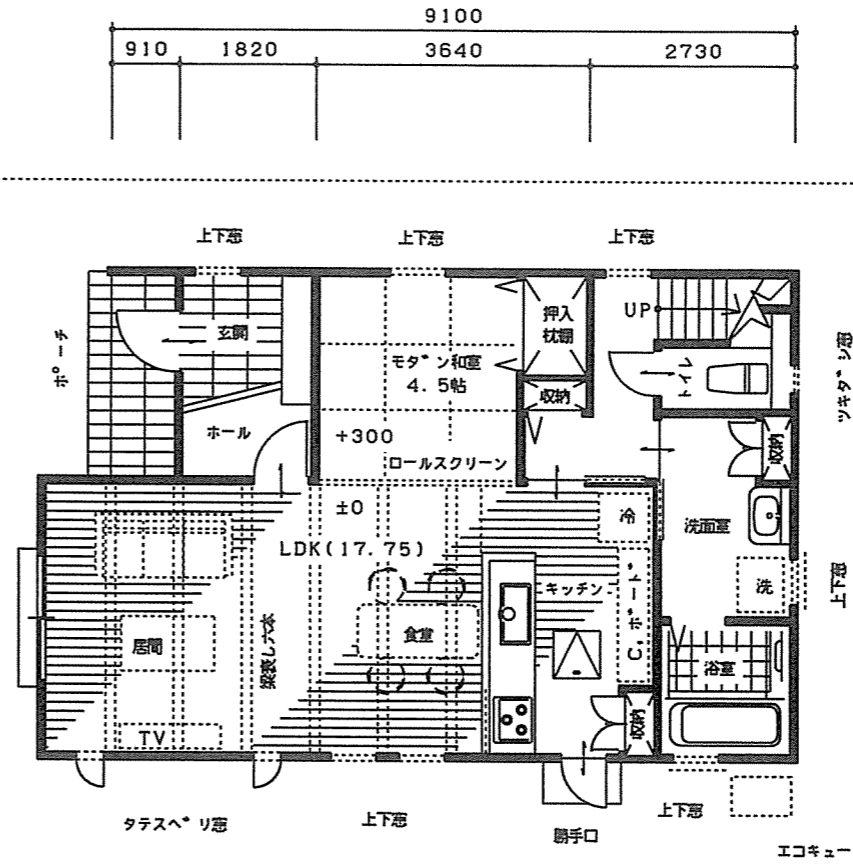 9100
910 1820 3640 2730
上下窓 上下窓 上下窓
ポーチ
玄関
ホール
モダン和室
4.5帖
押入
枕棚
収納
UP
トイレ
ツキダシ窓
+300
ロールスクリーン
±0
LDK(17.75)
冷
洗面室
収納
洗
上下窓
キッチン
C.ボード
居間
梁表し六本
食堂
浴室
TV
収納
タテスベリ窓
上下窓
勝手口
上下窓
エコキュー